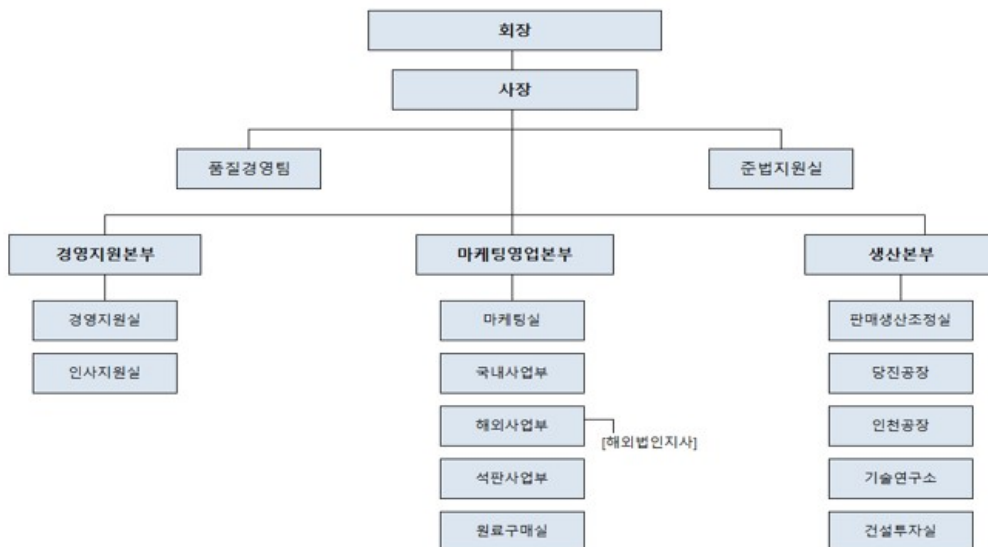 회장
사장
품질경영팀
준법지원실
경영지원본부
마케팅영업본부
생산본부
경영지원실
마케팅실
판매생산조정실
인사지원실
국내사업부
당진공장
해외사업부
[해외법인지사]
인천공장
석판사업부
기술연구소
원료구매실
건설투자실